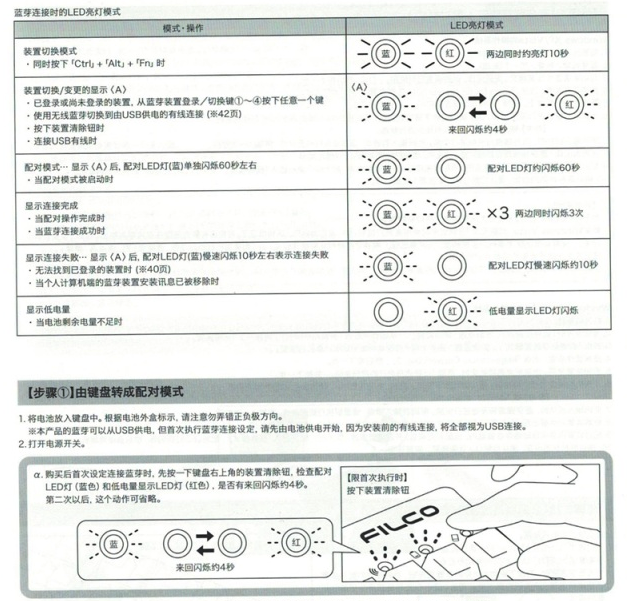 蓝芽连接时的LED亮灯模式
模式·操作
LED亮灯模式
装置切换模式
·同时按下「Ctrl」+「Alt」+「Fn」时
蓝
红
两边同时约亮灯10秒
装置切换/变更的显示〈A〉
·已登录或尚未登录的装置, 从蓝芽装置登录／切换键①～④按下任意一个键
·使用无线蓝芽切换到由USB供电的有线连接 (※42页)
·按下装置清除钮时
·连接USB有线时
〈A〉
蓝
红
来回闪烁约4秒
配对模式… 显示〈A〉后, 配对LED灯(蓝)单独闪烁60秒左右
·当配对模式被启动时
蓝
配对LED灯约闪烁60秒
显示连接完成
·当配对操作完成时
·当蓝芽连接成功时
蓝
红
×3 两边同时闪烁3次
显示连接失败… 显示〈A〉后, 配对LED灯(蓝)慢速闪烁10秒左右表示连接失败
·无法找到已登录的装置时 (※40页)
·当个人计算机端的蓝芽装置安装讯息已被移除时
蓝
配对LED灯慢速闪烁约10秒
显示低电量
·当电池剩余电量不足时
红
低电量显示LED灯闪烁
【步骤①】由键盘转成配对模式
1. 将电池放入键盘中。根据电池外盒标示, 请注意勿弄错正负极方向。
※本产品的蓝芽可以从USB供电, 但首次执行蓝芽连接设定, 请先由电池供电开始, 因为安装前的有线连接, 将全部视为USB连接。
2. 打开电源开关。
α. 购买后首次设定连接蓝芽时, 先按一下键盘右上角的装置清除钮, 检查配对
LED灯 (蓝色) 和低电量显示LED灯 (红色) , 是否有来回闪烁约4秒。
第二次以后, 这个动作可省略。
蓝
红
来回闪烁约4秒
【限首次执行时】
按下装置清除钮
FILCO